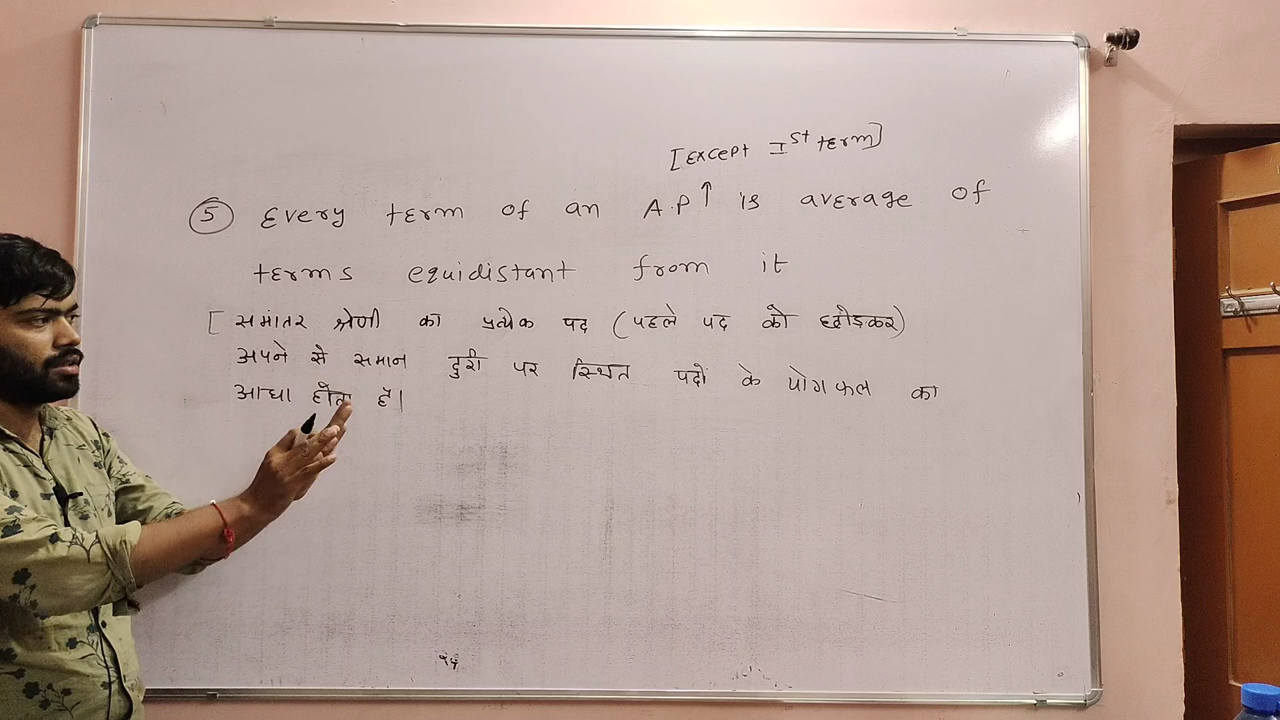 [Except Ist term]
⑤ Every term of an A.P↑ is average of
terms equidistant from it
[ समांतर श्रेणी का प्रत्येक पद (पहले पद को छोड़कर)
अपने से समान दुरी पर स्थित पदों के योगफल का
आधा होता है।